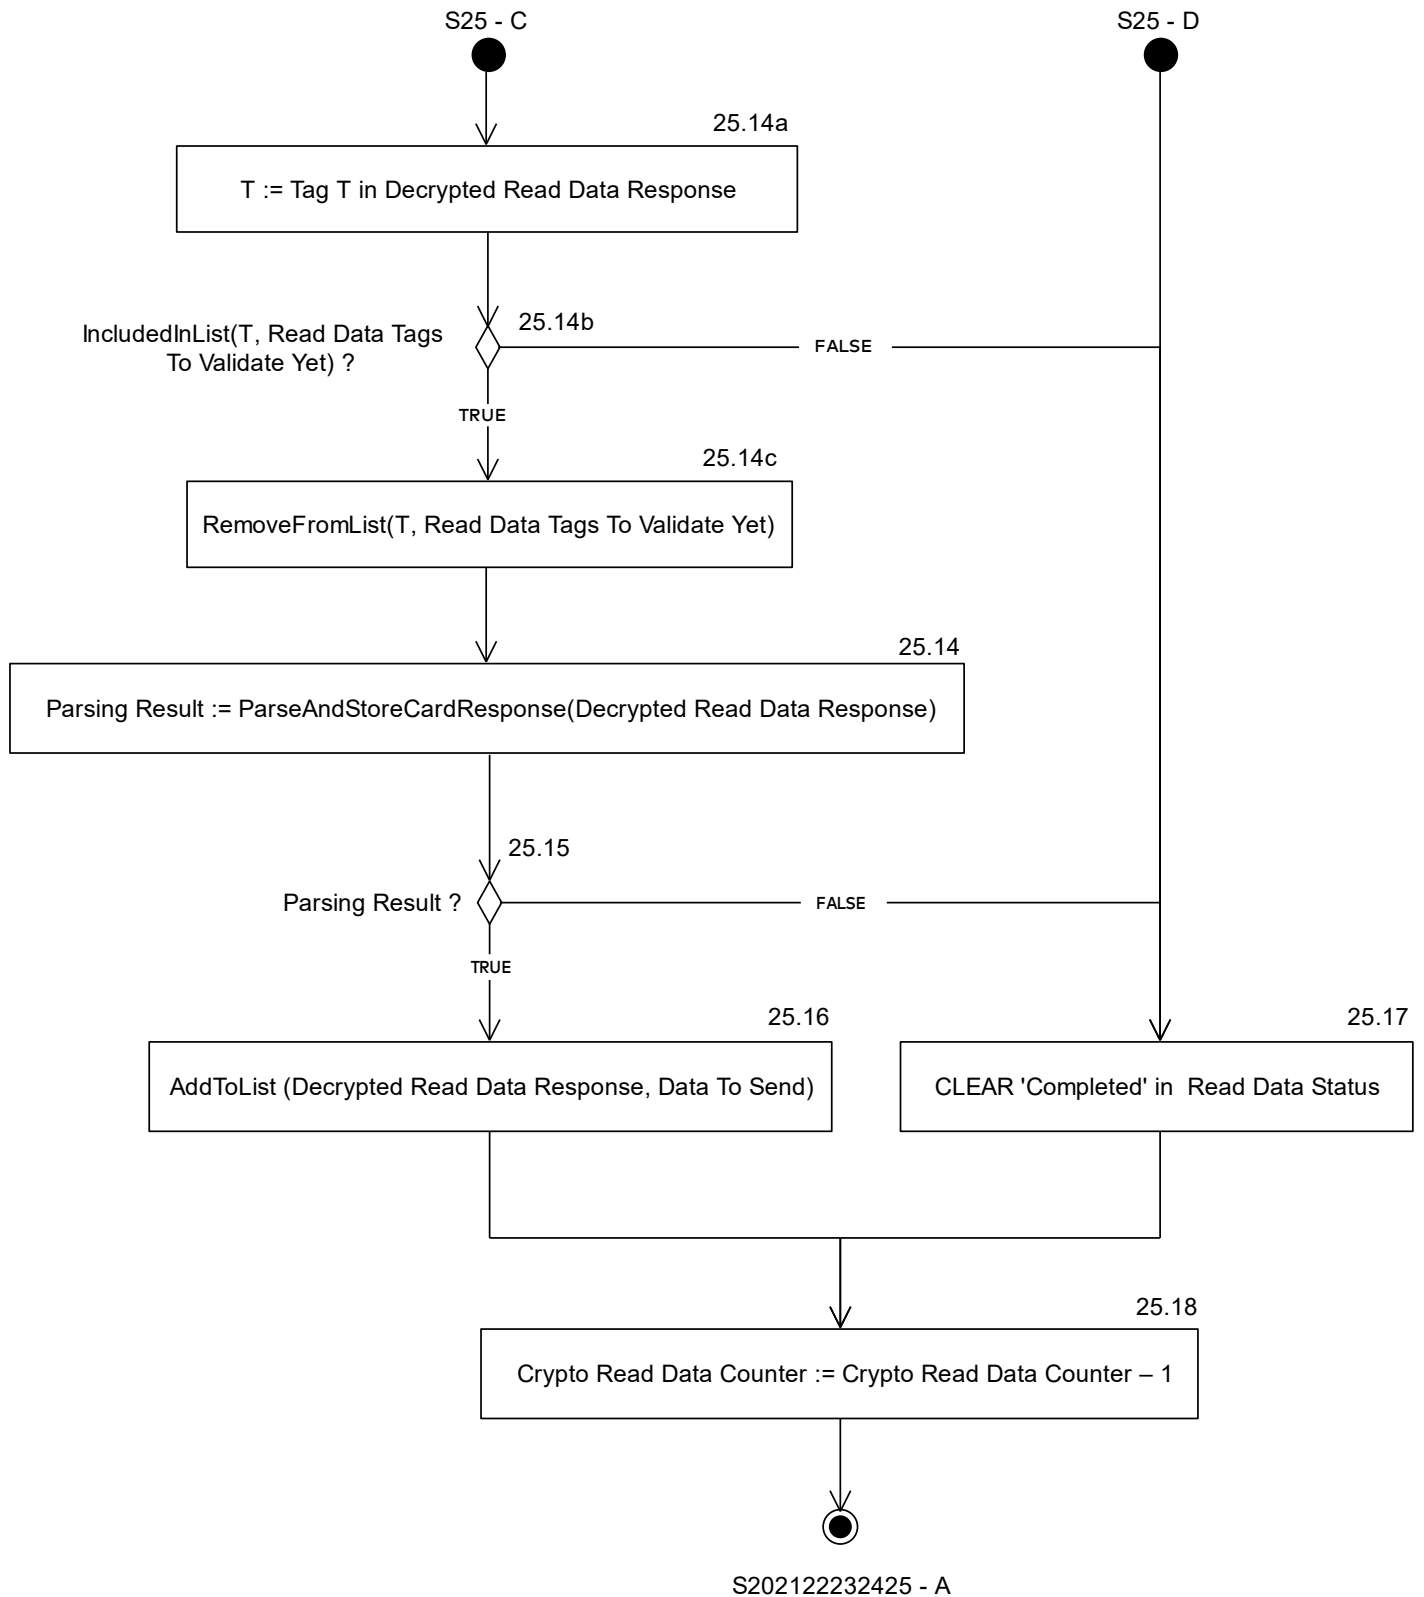 S25 - C
S25 - D
25.14a
T := Tag T in Decrypted Read Data Response
25.14b
IncludedInList(T, Read Data Tags
To Validate Yet) ?
FALSE
TRUE
25.14c
RemoveFromList(T, Read Data Tags To Validate Yet)
25.14
Parsing Result := ParseAndStoreCardResponse(Decrypted Read Data Response)
25.15
Parsing Result ?
FALSE
TRUE
25.16
25.17
AddToList (Decrypted Read Data Response, Data To Send)
CLEAR 'Completed' in  Read Data Status
25.18
Crypto Read Data Counter := Crypto Read Data Counter – 1
S202122232425 - A